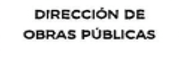 DIRECCIÓN DE
OBRAS PÚBLICAS